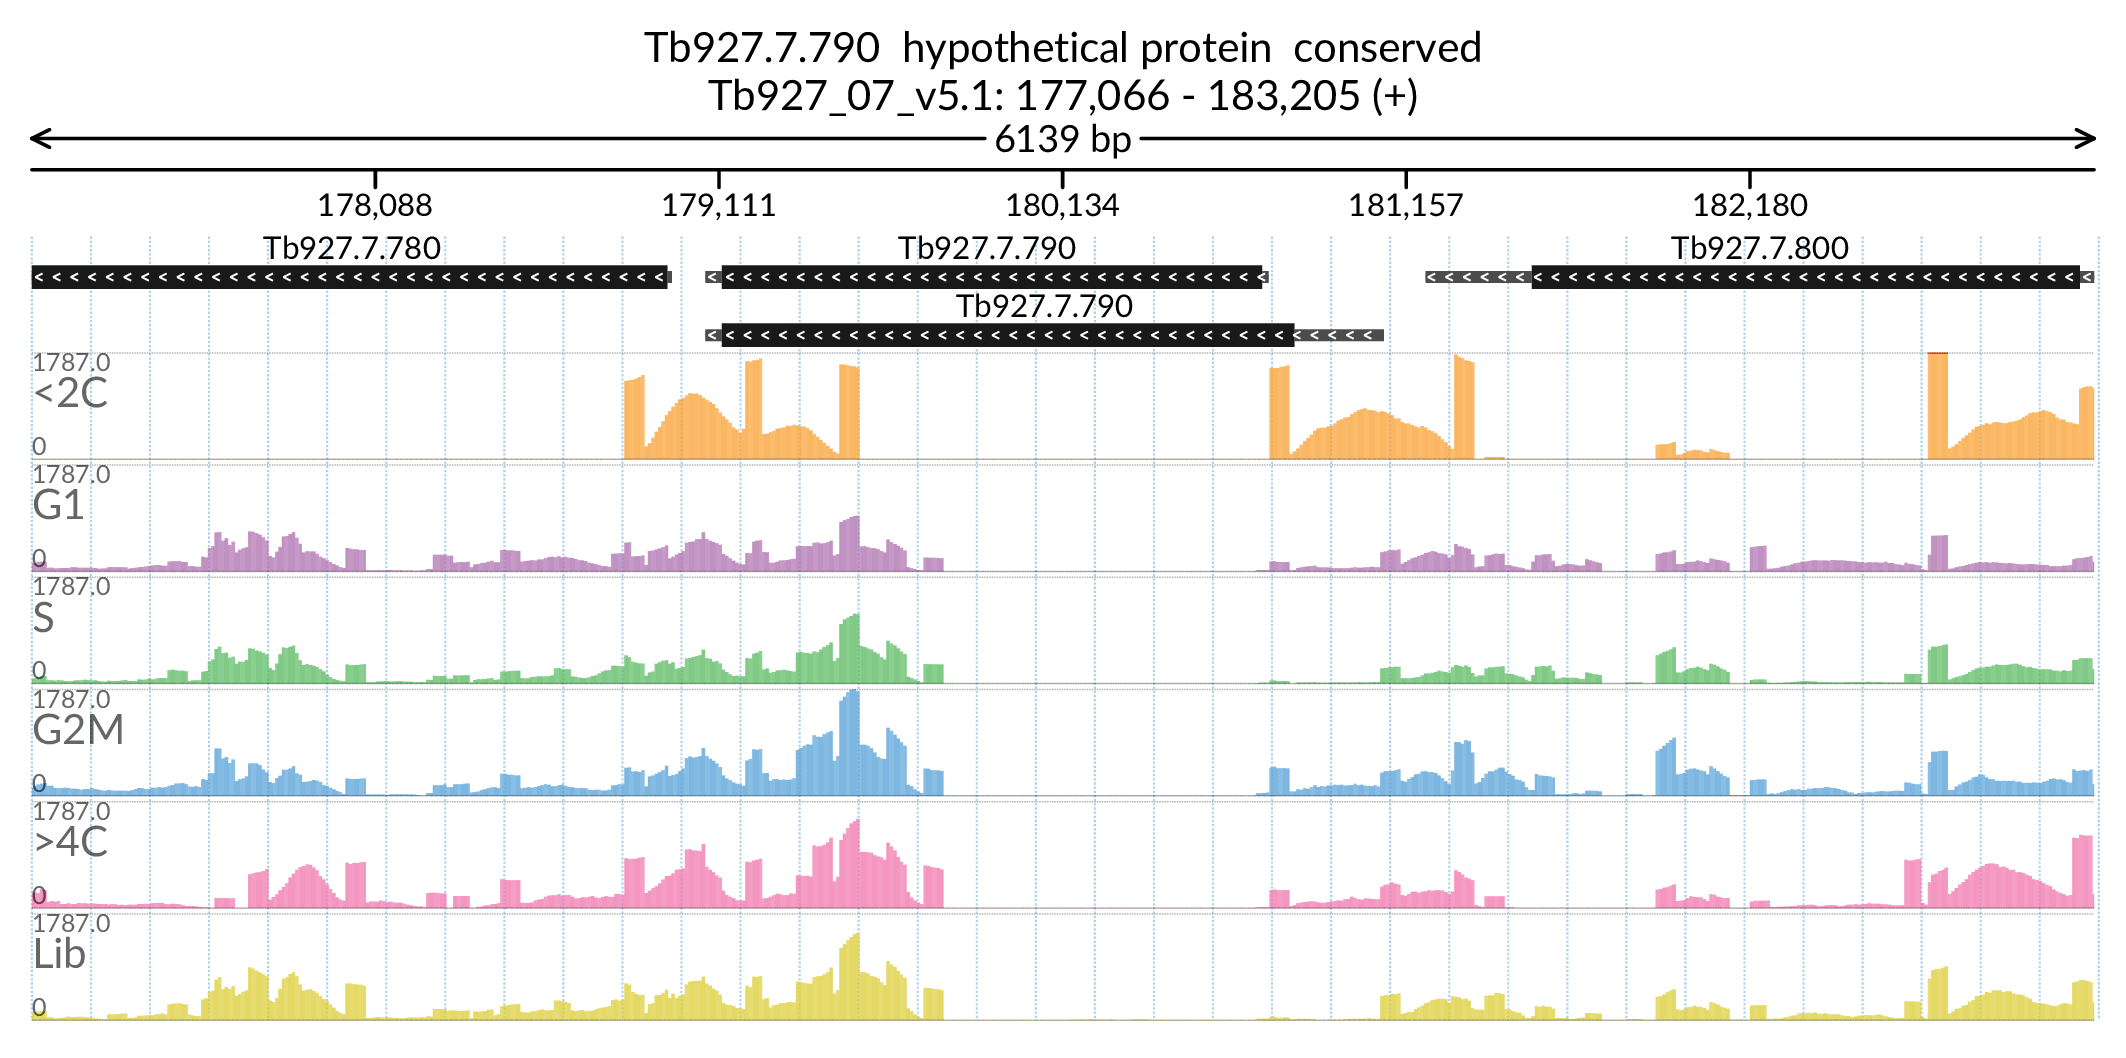 Tb927.7.790 hypothetical protein conserved
Tb927_07_v5.1: 177,066 - 183,205 (+)
6139 bp
178,088 179,111 180,134 181,157 182,180
Tb927.7.780 Tb927.7.790 Tb927.7.800
Tb927.7.790
1787.0
<2C
0
1787.0
G1
0
1787.0
S
0
1787.0
G2M
0
1787.0
>4C
0
1787.0
Lib
0